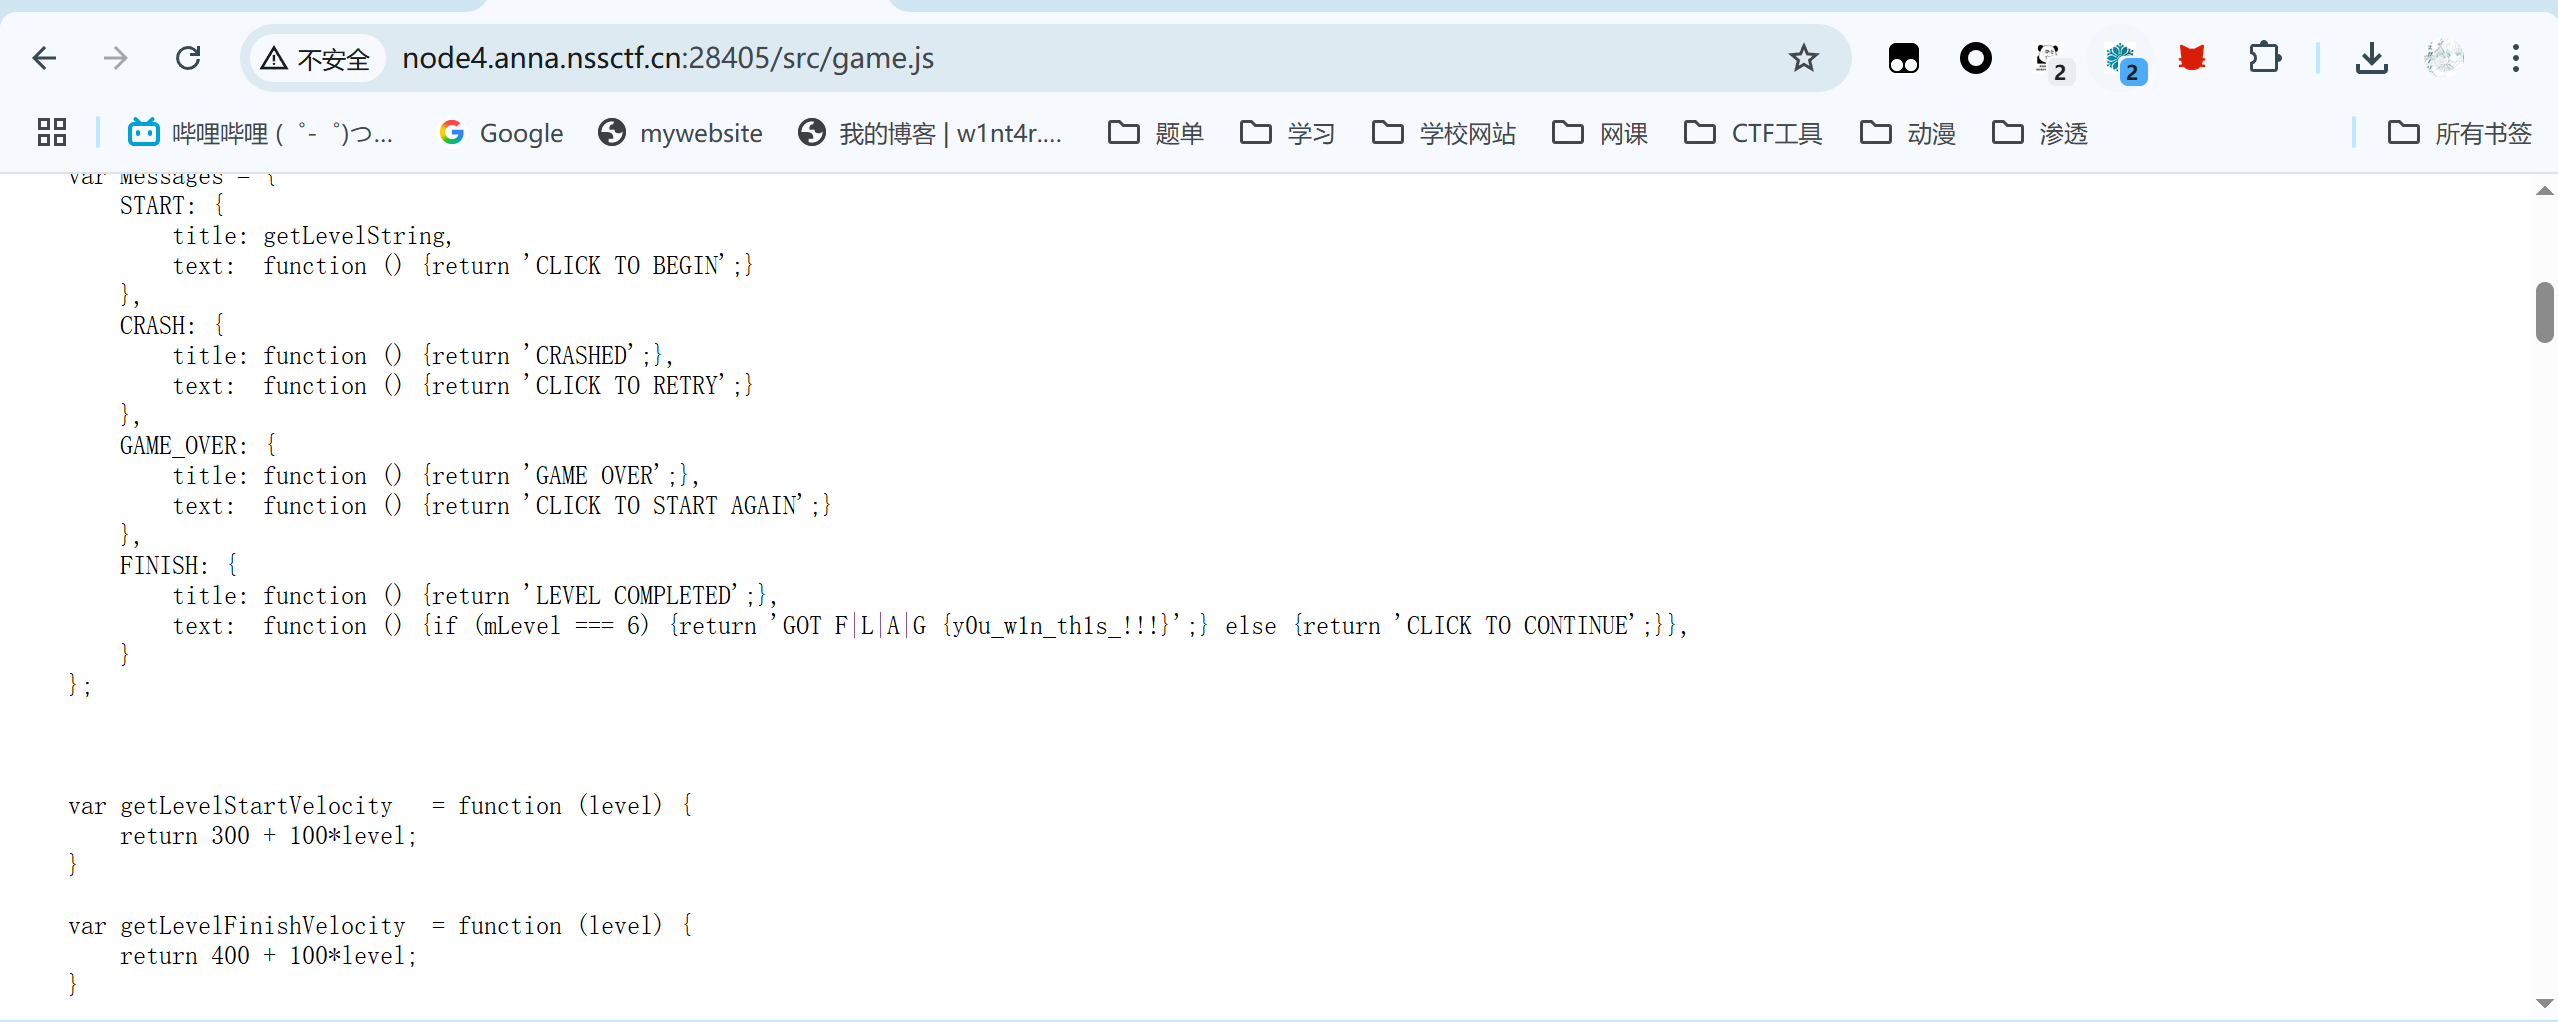 不安全 node4.anna.nssctf.cn:28405/src/game.js 2 2
哔哩哔哩 (゜-゜)つ... Google mywebsite 我的博客 | w1nt4r.... 题单 学习 学校网站 网课 CTF工具 动漫 渗透 所有书签
var Messages = {
START: {
title: getLevelString,
text:  function () {return 'CLICK TO BEGIN';}
},
CRASH: {
title: function () {return 'CRASHED';},
text:  function () {return 'CLICK TO RETRY';}
},
GAME_OVER: {
title: function () {return 'GAME OVER';},
text:  function () {return 'CLICK TO START AGAIN';}
},
FINISH: {
title: function () {return 'LEVEL COMPLETED';},
text:  function () {if (mLevel === 6) {return 'GOT F|L|A|G {y0u_w1n_th1s_!!!}';} else {return 'CLICK TO CONTINUE';}},
}
};
var getLevelStartVelocity   = function (level) {
return 300 + 100*level;
}
var getLevelFinishVelocity  = function (level) {
return 400 + 100*level;
}